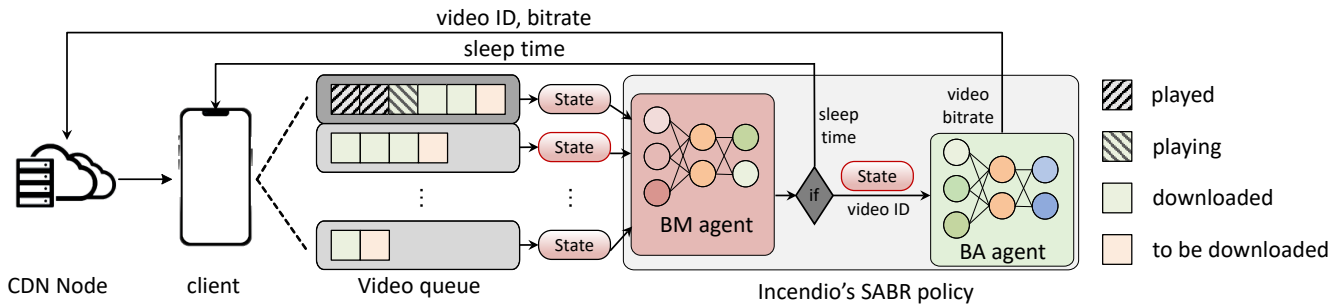 video ID, bitrate
sleep time
State
State
State
sleep
time
if
State
video ID
video
bitrate
BM agent
BA agent
played
playing
downloaded
to be downloaded
CDN Node
client
Video queue
Incendio's SABR policy